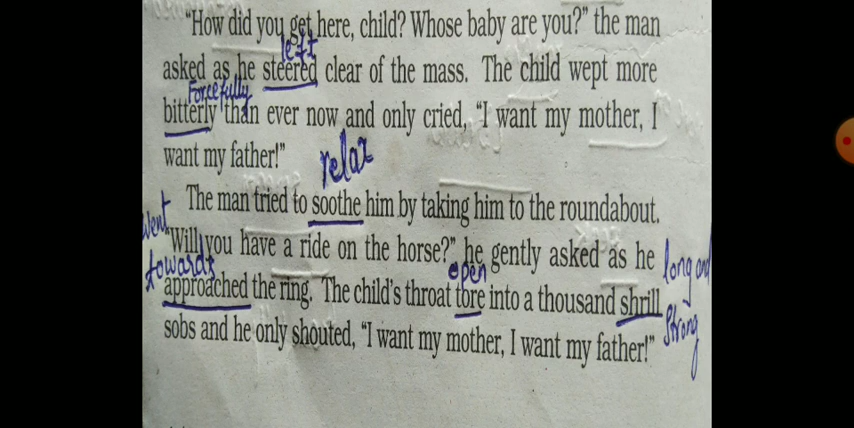 "How did you get here, child? Whose baby are you?" the man
left
asked as he steered clear of the mass. The child wept more
Forcefully
bitterly than ever now and only cried, "I want my mother, I
want my father!"
relax
The man tried to soothe him by taking him to the roundabout.
went
"Will you have a ride on the horse?" he gently asked as he
towards
open
long and
approached the ring. The child's throat tore into a thousand shrill
Strong
sobs and he only shouted, "I want my mother, I want my father!"